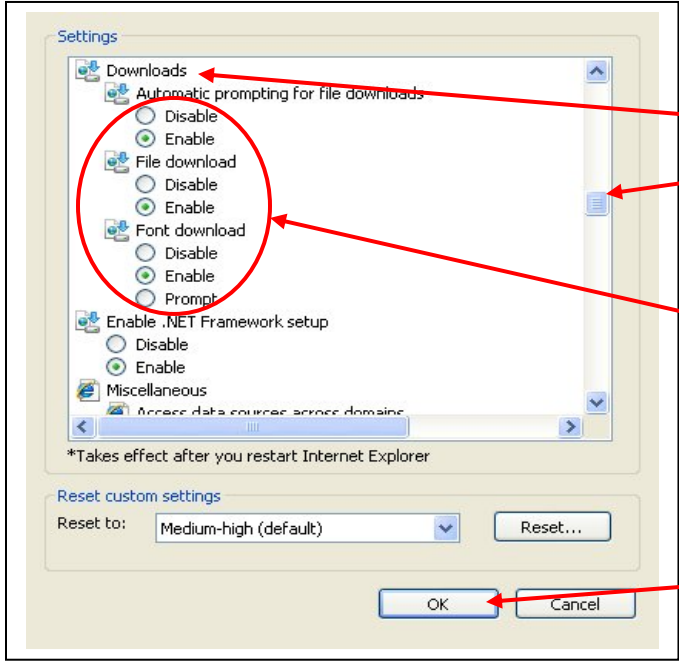 Settings
Downloads
Automatic prompting for file downloads
Disable
Enable
File download
Disable
Enable
Font download
Disable
Enable
Prompt
Enable .NET Framework setup
Disable
Enable
Miscellaneous
Access data sources across domains
*Takes effect after you restart Internet Explorer
Reset custom settings
Reset to: Medium-high (default) Reset...
OK Cancel